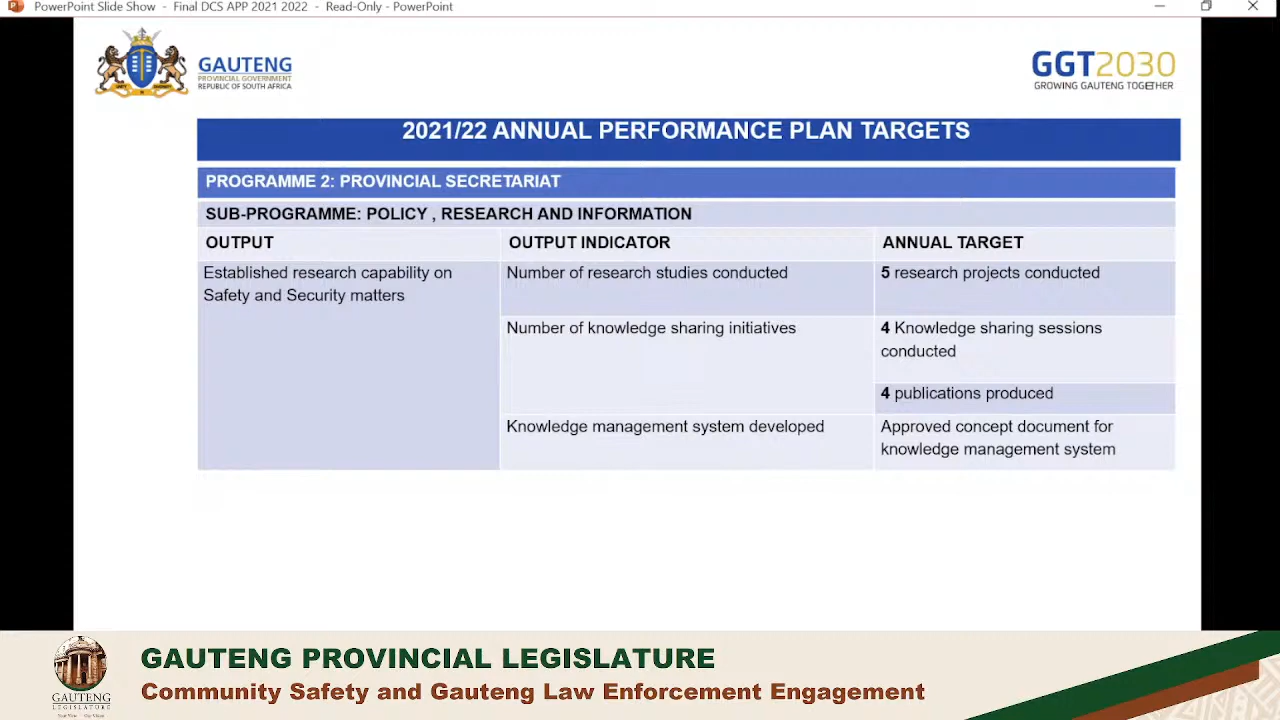 PowerPoint Slide Show - Final DCS APP 2021 2022 - Read-Only - PowerPoint
GAUTENG
PROVINCIAL GOVERNMENT
REPUBLIC OF SOUTH AFRICA
GGT2030
GROWING GAUTENG TOGETHER
2021/22 ANNUAL PERFORMANCE PLAN TARGETS
PROGRAMME 2: PROVINCIAL SECRETARIAT
SUB-PROGRAMME: POLICY , RESEARCH AND INFORMATION
OUTPUT
OUTPUT INDICATOR
ANNUAL TARGET
Established research capability on
Safety and Security matters
Number of research studies conducted
5 research projects conducted
Number of knowledge sharing initiatives
4 Knowledge sharing sessions
conducted
4 publications produced
Knowledge management system developed
Approved concept document for
knowledge management system
GAUTENG PROVINCIAL LEGISLATURE
Community Safety and Gauteng Law Enforcement Engagement
GAUTENG
LEGISLATURE